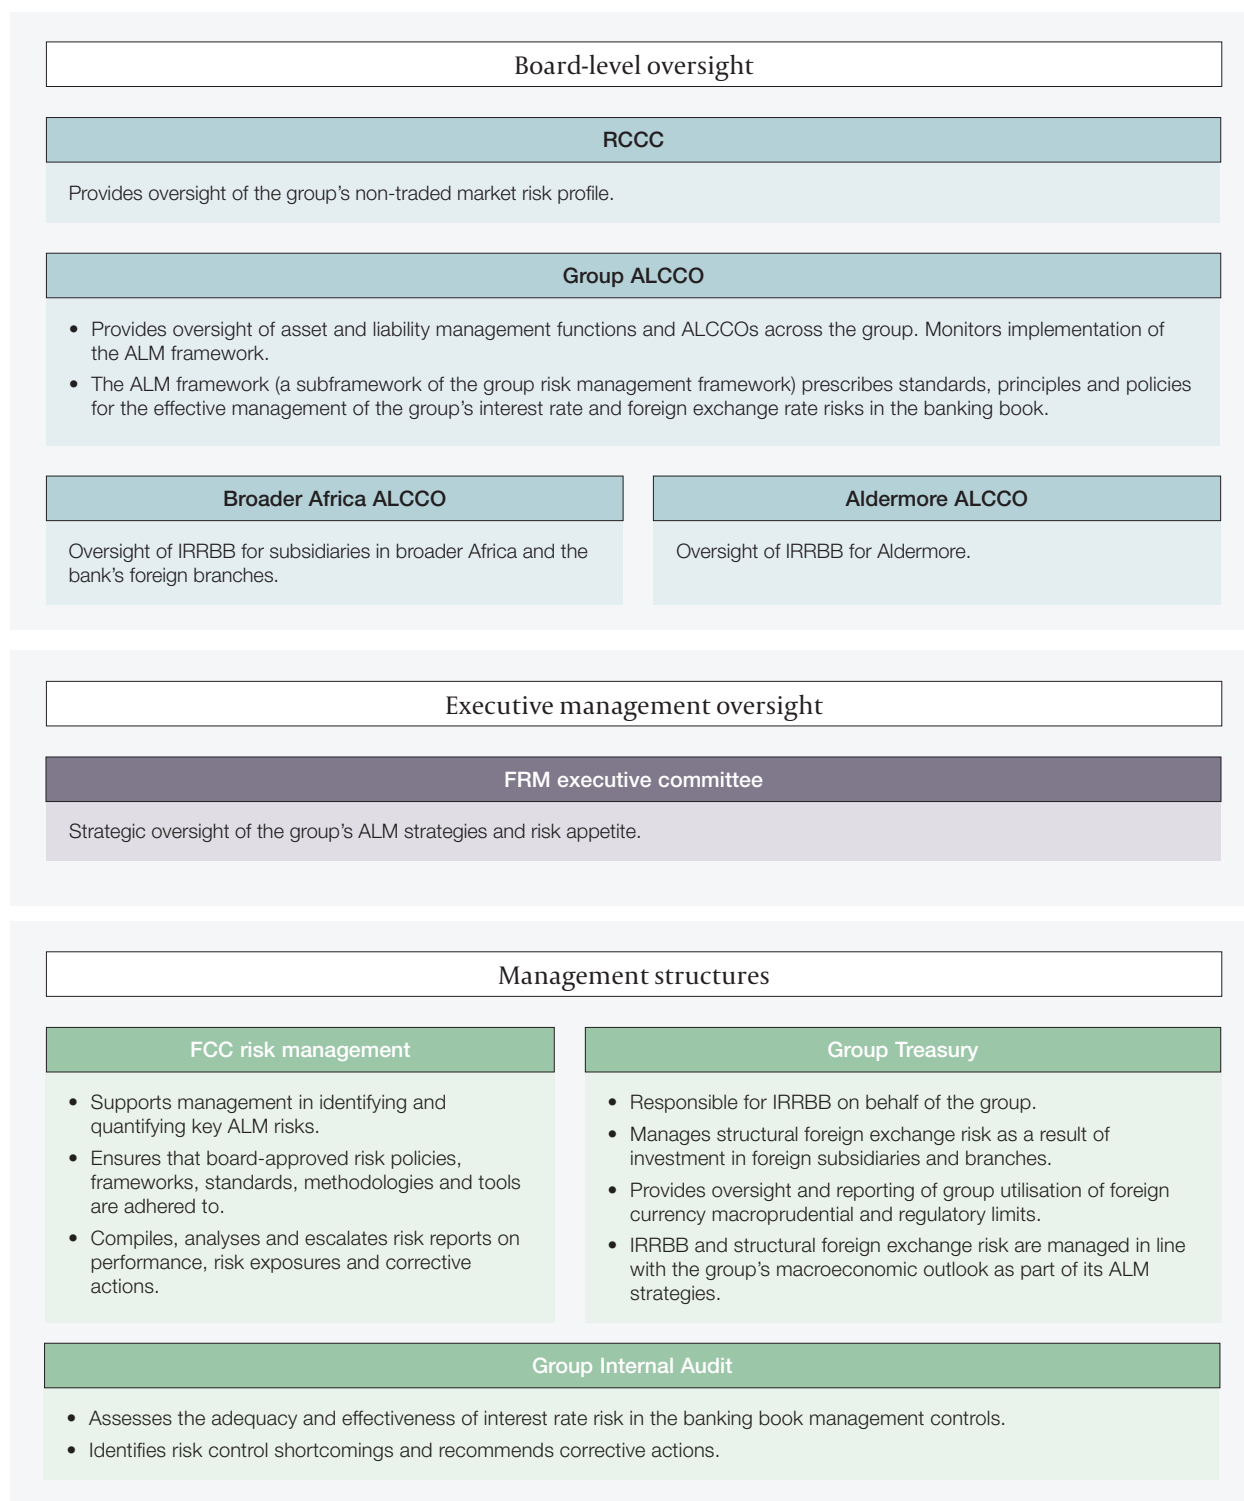 Board-level oversight
RCCC
Provides oversight of the group’s non-traded market risk profile.
Group ALCCO
• Provides oversight of asset and liability management functions and ALCCOs across the group. Monitors implementation of
the ALM framework.
• The ALM framework (a subframework of the group risk management framework) prescribes standards, principles and policies
for the effective management of the group’s interest rate and foreign exchange rate risks in the banking book.
Broader Africa ALCCO
Oversight of IRRBB for subsidiaries in broader Africa and the
bank’s foreign branches.
Aldermore ALCCO
Oversight of IRRBB for Aldermore.
Executive management oversight
FRM executive committee
Strategic oversight of the group’s ALM strategies and risk appetite.
Management structures
FCC risk management
• Supports management in identifying and
quantifying key ALM risks.
• Ensures that board-approved risk policies,
frameworks, standards, methodologies and tools
are adhered to.
• Compiles, analyses and escalates risk reports on
performance, risk exposures and corrective
actions.
Group Treasury
• Responsible for IRRBB on behalf of the group.
• Manages structural foreign exchange risk as a result of
investment in foreign subsidiaries and branches.
• Provides oversight and reporting of group utilisation of foreign
currency macroprudential and regulatory limits.
• IRRBB and structural foreign exchange risk are managed in line
with the group’s macroeconomic outlook as part of its ALM
strategies.
Group Internal Audit
• Assesses the adequacy and effectiveness of interest rate risk in the banking book management controls.
• Identifies risk control shortcomings and recommends corrective actions.